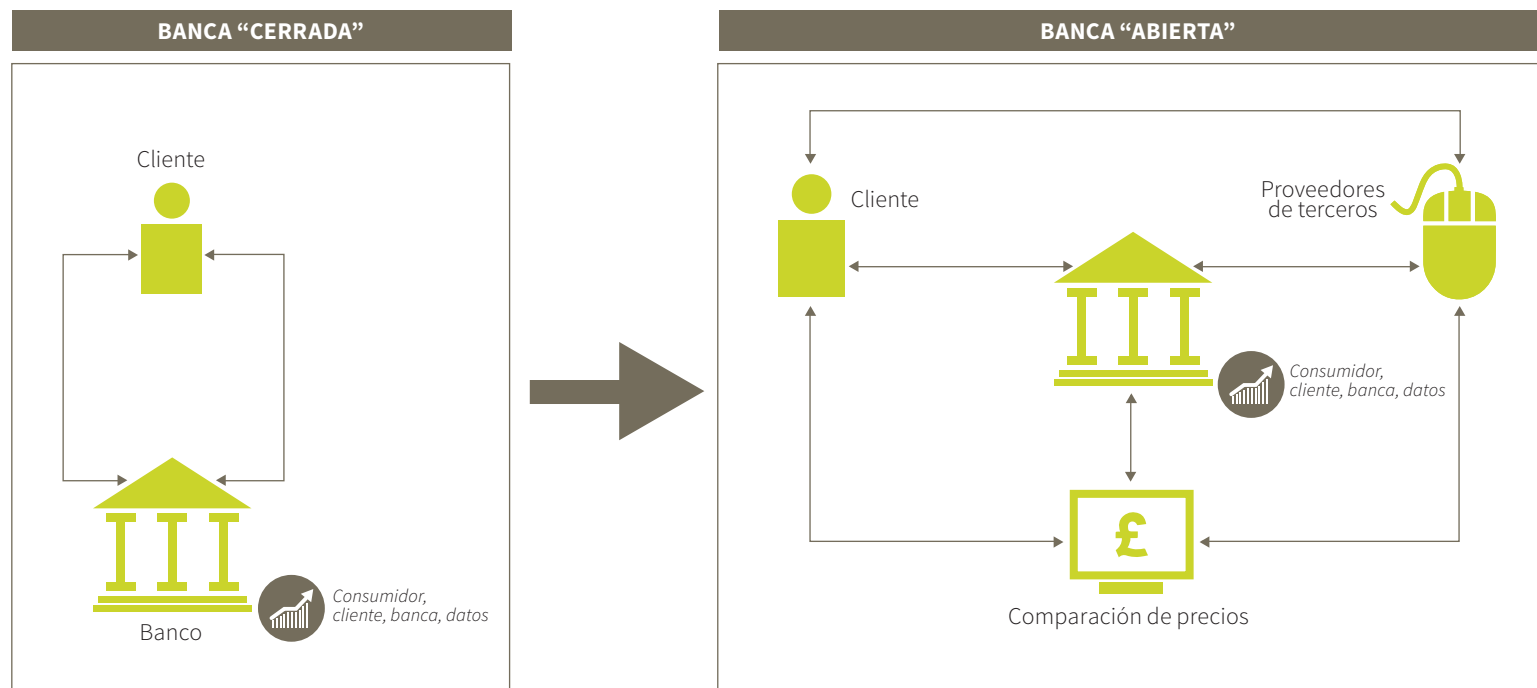 BANCA “CERRADA”
Cliente
Consumidor,
cliente, banca, datos
Banco
BANCA “ABIERTA”
Cliente
Proveedores
de terceros
Consumidor,
cliente, banca, datos
£
Comparación de precios